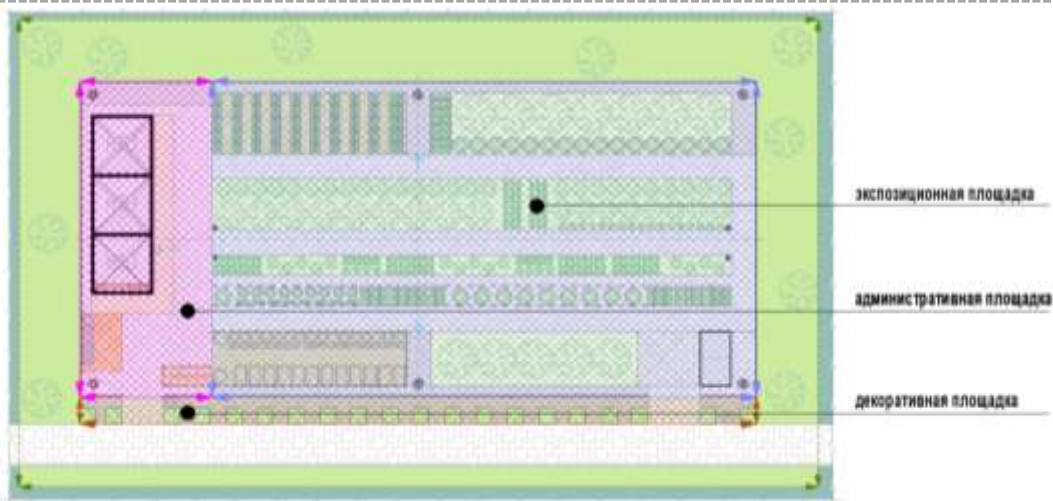 экспозиционная площадка
административная площадка
декоративная площадка